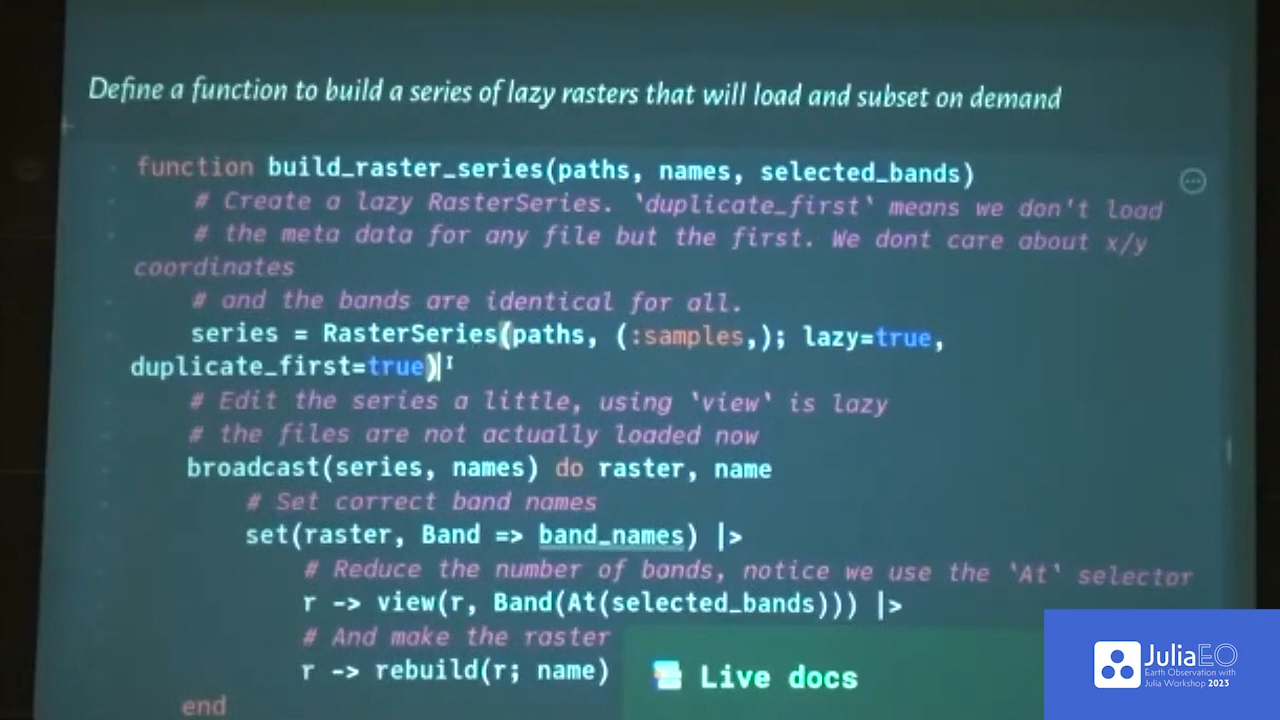 Define a function to build a series of lazy rasters that will load and subset on demand
function build_raster_series(paths, names, selected_bands)
# Create a lazy RasterSeries. `duplicate_first` means we don't load
# the meta data for any file but the first. We dont care about x/y
coordinates
# and the bands are identical for all.
series = RasterSeries(paths, (:samples,); lazy=true,
duplicate_first=true)
# Edit the series a little, using `view` is lazy
# the files are not actually loaded now
broadcast(series, names) do raster, name
# Set correct band names
set(raster, Band => band_names) |>
# Reduce the number of bands, notice we use the `At` selector
r -> view(r, Band(At(selected_bands))) |>
# And make the raster
r -> rebuild(r; name)
end
Live docs
JuliaEO
Earth Observation with
Julia Workshop 2023